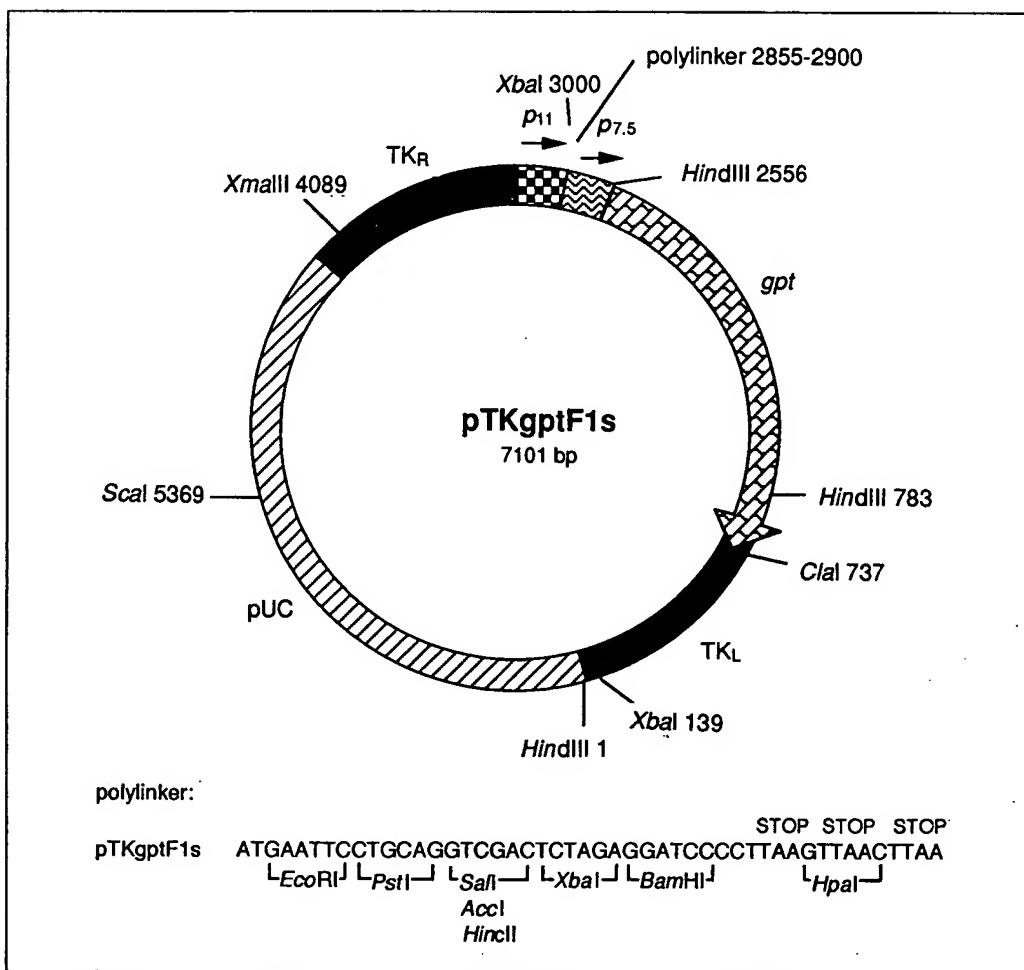 polylinker 2855-2900
XbaI 3000
p11
p7.5
TKR
HindIII 2556
XmaIII 4089
gpt
pTKgptF1s
7101 bp
ScaI 5369
HindIII 783
ClaI 737
pUC
TKL
XbaI 139
HindIII 1
polylinker:
STOP STOP STOP
pTKgptF1s ATGAATTCCTGCAGGTCGACTCTAGAGGATCCCCTTAAGTTAACTTAA
EcoRI PstI SalI XbaI BamHI HpaI
AccI
HincII